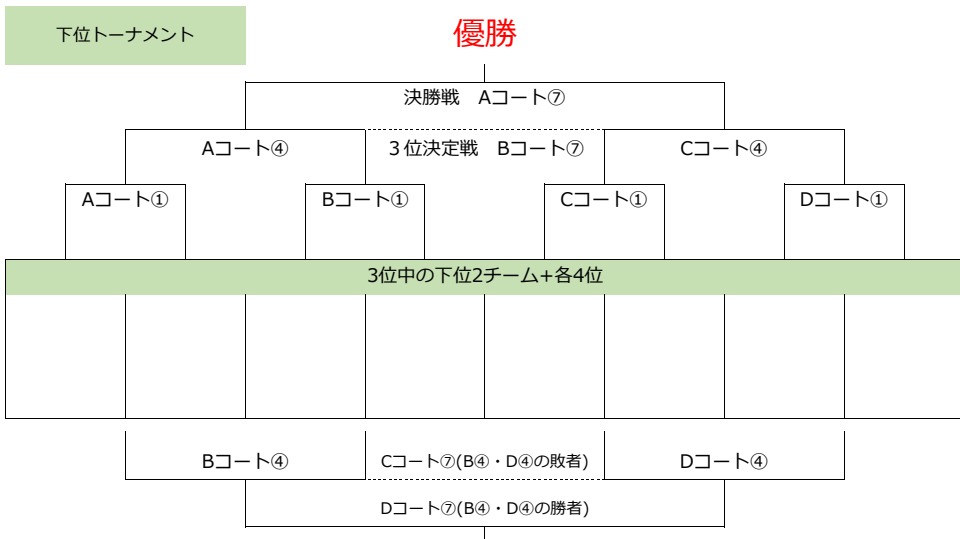 下位トーナメント
優勝
決勝戦　Aコート⑦
Aコート④
３位決定戦　Bコート⑦
Cコート④
Aコート①
Bコート①
Cコート①
Dコート①
3位中の下位2チーム+各4位
Bコート④
Cコート⑦(B④・D④の敗者)
Dコート④
Dコート⑦(B④・D④の勝者)